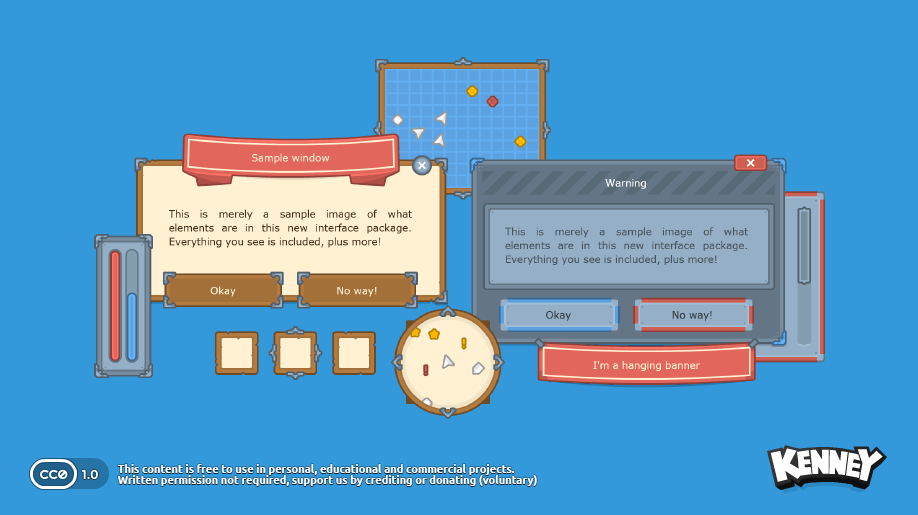 Sample window
This is merely a sample image of what
elements are in this new interface package.
Everything you see is included, plus more!
Okay
No way!
Warning
This is merely a sample image of what
elements are in this new interface package.
Everything you see is included, plus more!
Okay
No way!
I'm a hanging banner
CC0 1.0
This content is free to use in personal, educational and commercial projects.
Written permission not required, support us by crediting or donating (voluntary)
KENNEY